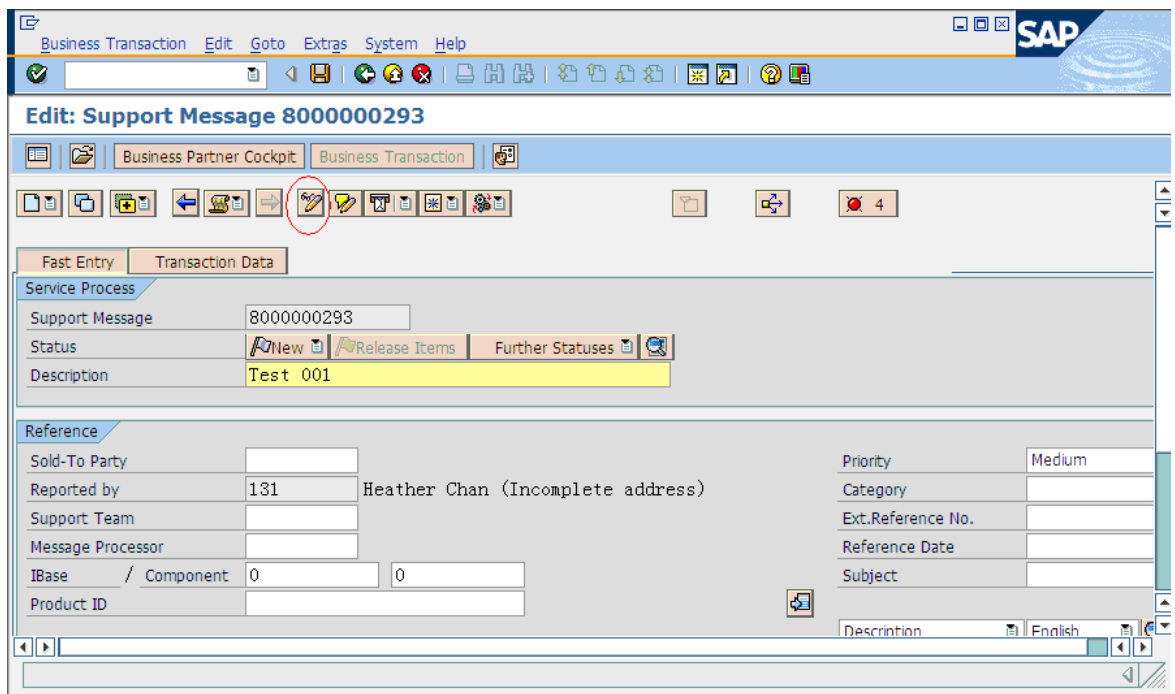 Business Transaction Edit Goto Extras System Help
SAP
Edit: Support Message 8000000293
Business Partner Cockpit Business Transaction
4
Fast Entry Transaction Data
Service Process
Support Message 8000000293
Status New Release Items Further Statuses
Description Test 001
Reference
Sold-To Party Priority Medium
Reported by 131 Heather Chan (Incomplete address) Category
Support Team Ext.Reference No.
Message Processor Reference Date
IBase / Component 0 0 Subject
Product ID
Description English